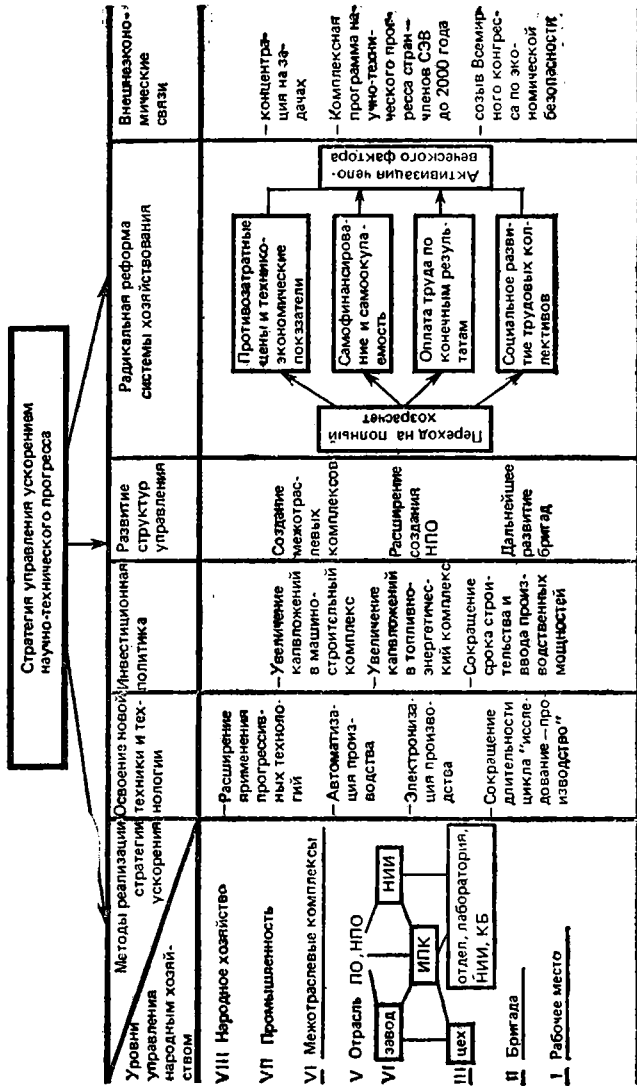 Стратегия управления ускорением
научно-технического прогресса
Уровни
управления
народным хозяй-
ством
Методы реализации
стратегии
ускорения
Освоение новой
техники и тех-
нологии
Инвестиционная
политика
Развитие
структур
управления
Радикальная реформа
системы хозяйствования
Внешнеэконо-
мические
связи
VIII Народное хозяйство
VII Промышленность
VI Межотраслевые комплексы
V Отрасль ПО, НПО
VI завод
НИИ
ИПК
III цех
отдел, лаборатория,
НИИ, КБ
II Бригада
I Рабочее место
–Расширение
применения
прогрессив-
ных техноло-
гий
–Автоматиза-
ция произ-
водства
–Электрониза-
ция производ-
дства
–Сокращение
длительности
цикла "иссле-
дование–про-
изводство"
–Увеличение
капвложений
в машино-
строительный
комплекс
–Увеличение
капвложений
в топливно-
энергетичес-
кий комплекс
–Сокращение
срока строи-
тельства и
ввода произ-
водственных
мощностей
Создание
межотрас-
левых
комплексов
Расширение
создания
НПО
Дальнейшее
развитие
бригад
Переход на полный
хозрасчет
Противозатратные
цены и технико-
экономические
показатели
Самофинансирова-
ние и самоокупа-
емость
Оплата труда по
конечным резуль-
татам
Социальное разви-
тие трудовых кол-
лективов
Активизация чело-
веческого фактора
– концентра-
ция на за-
дачах
– Комплексная
программа на-
учно-техни-
ческого прог-
ресса стран –
членов СЭВ
до 2000 года
– созыв Всемир-
ного конгрес-
са по эко-
номической
безопасности